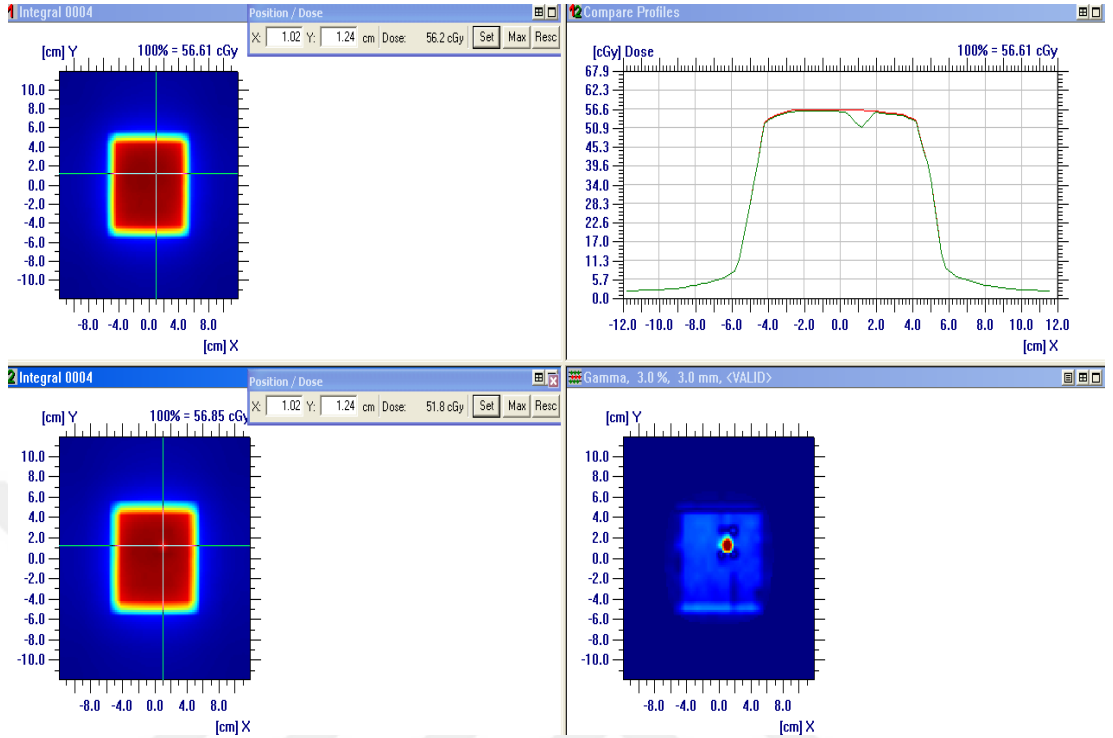 1 Integral 0004
Position / Dose
X: 1.02 Y: 1.24 cm Dose: 56.2 cGy Set Max Resc
[cm] Y 100% = 56.61 cGy
10.0
8.0
6.0
4.0
2.0
0.0
-2.0
-4.0
-6.0
-8.0
-10.0
-8.0 -4.0 0.0 4.0 8.0
[cm] X
12 Compare Profiles
[cGy] Dose 100% = 56.61 cGy
67.9
62.3
56.6
50.9
45.3
39.6
34.0
28.3
22.6
17.0
11.3
5.7
0.0
-12.0 -10.0 -8.0 -6.0 -4.0 -2.0 0.0 2.0 4.0 6.0 8.0 10.0 12.0
[cm] X
2 Integral 0004
Position / Dose
X: 1.02 Y: 1.24 cm Dose: 51.8 cGy Set Max Resc
[cm] Y 100% = 56.85 cGy
10.0
8.0
6.0
4.0
2.0
0.0
-2.0
-4.0
-6.0
-8.0
-10.0
-8.0 -4.0 0.0 4.0 8.0
[cm] X
Gamma, 3.0 %, 3.0 mm, <VALID>
[cm] Y
10.0
8.0
6.0
4.0
2.0
0.0
-2.0
-4.0
-6.0
-8.0
-10.0
-8.0 -4.0 0.0 4.0 8.0
[cm] X